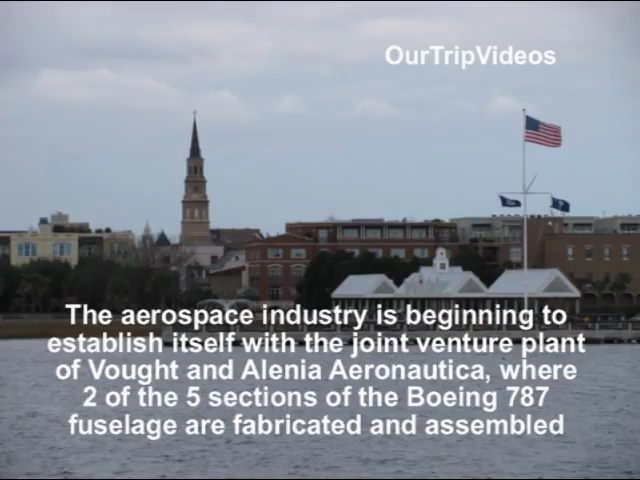 OurTripVideos
The aerospace industry is beginning to
establish itself with the joint venture plant
of Vought and Alenia Aeronautica, where
2 of the 5 sections of the Boeing 787
fuselage are fabricated and assembled